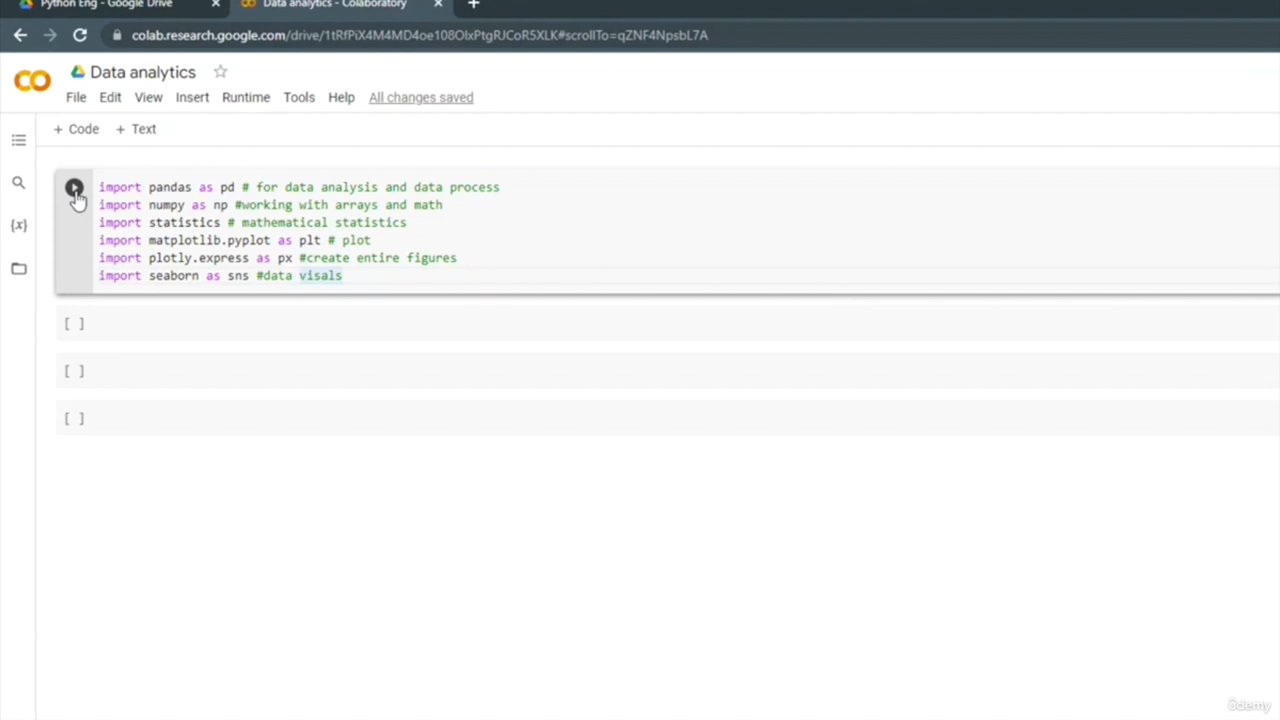 Python Eng - Google Drive
Data analytics - Colaboratory
colab.research.google.com/drive/1tRfPiX4M4MD4oe108OlxPtgRJCoR5XLK#scrollTo=qZNF4NpsbL7A
Data analytics
File Edit View Insert Runtime Tools Help All changes saved
+ Code + Text
import pandas as pd # for data analysis and data process
import numpy as np #working with arrays and math
import statistics # mathematical statistics
import matplotlib.pyplot as plt # plot
import plotly.express as px #create entire figures
import seaborn as sns #data visals
{x}
[ ]
[ ]
[ ]
ûdemy